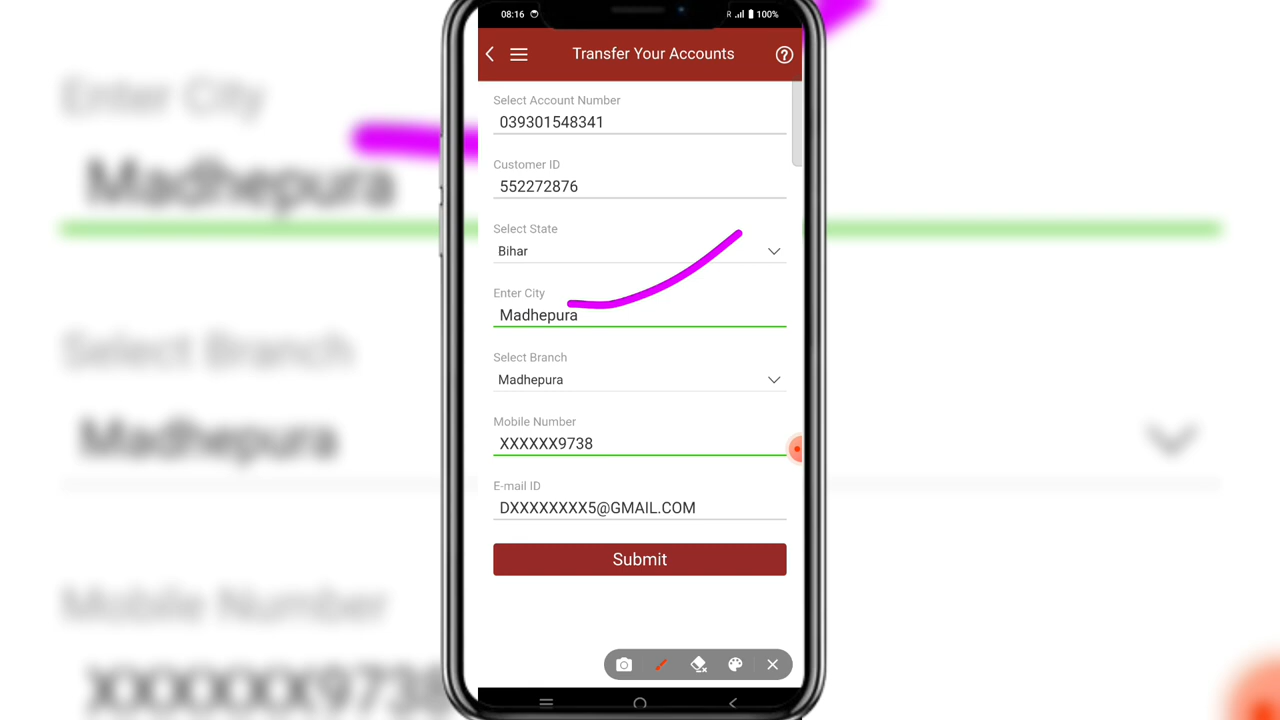 08:16 R 100%
Transfer Your Accounts
Select Account Number
039301548341
Customer ID
552272876
Select State
Bihar
Enter City
Madhepura
Select Branch
Madhepura
Mobile Number
XXXXXX9738
E-mail ID
DXXXXXXXX5@GMAIL.COM
Submit
Enter City
Madhepura
Select Branch
Madhepura
Mobile Number
XXXXXX9738